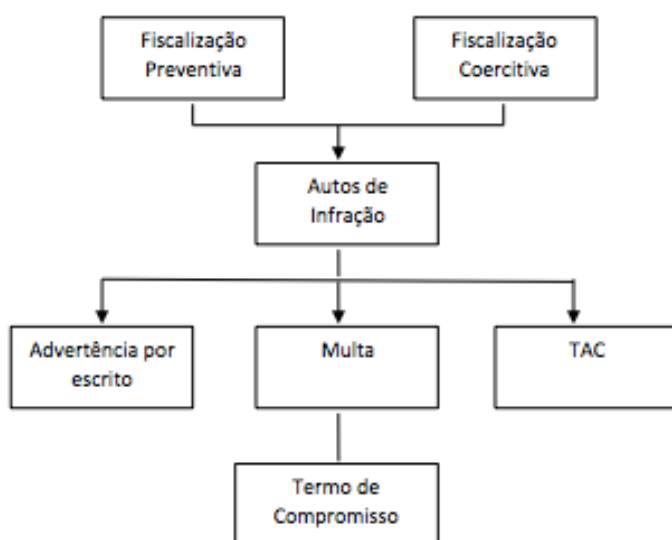 Fiscalização
Preventiva
Fiscalização
Coercitiva
Autos de
Infração
Advertência por
escrito
Multa
TAC
Termo de
Compromisso